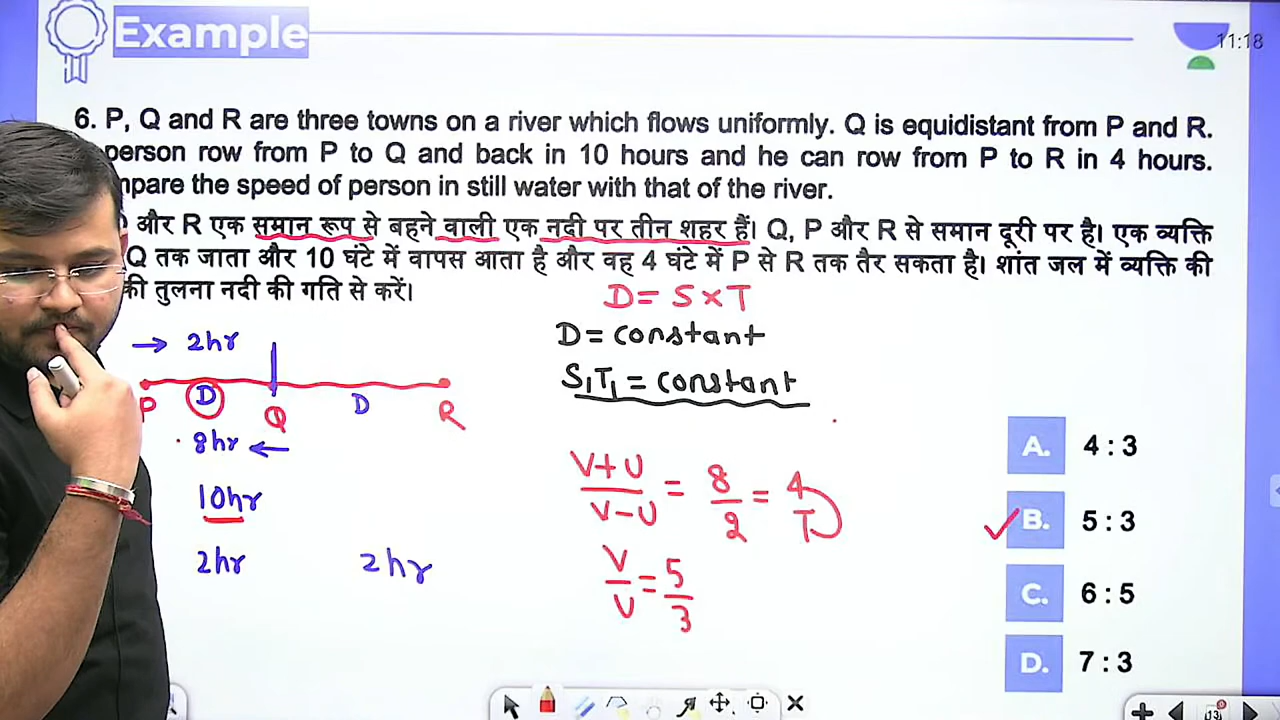 Example
11:18
6. P, Q and R are three towns on a river which flows uniformly. Q is equidistant from P and R.
person row from P to Q and back in 10 hours and he can row from P to R in 4 hours.
mpare the speed of person in still water with that of the river.
और R एक समान रूप से बहने वाली एक नदी पर तीन शहर हैं। Q, P और R से समान दूरी पर है। एक व्यक्ति
Q तक जाता और 10 घंटे में वापस आता है और वह 4 घंटे में P से R तक तैर सकता है। शांत जल में व्यक्ति की
की तुलना नदी की गति से करें।
D = S × T
D = constant
S₁T₁ = constant
→ 2hr
P D Q D R
8hr ←
10hr
2hr 2hr
V+U / V-U = 8/2 = 4/1
V/U = 5/3
A. 4 : 3
B. 5 : 3
C. 6 : 5
D. 7 : 3
13